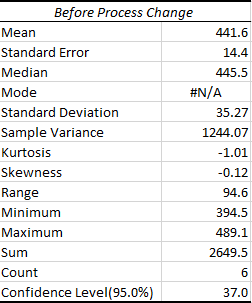 Before Process Change
Mean 441.6
Standard Error 14.4
Median 445.5
Mode #N/A
Standard Deviation 35.27
Sample Variance 1244.07
Kurtosis -1.01
Skewness -0.12
Range 94.6
Minimum 394.5
Maximum 489.1
Sum 2649.5
Count 6
Confidence Level(95.0%) 37.0